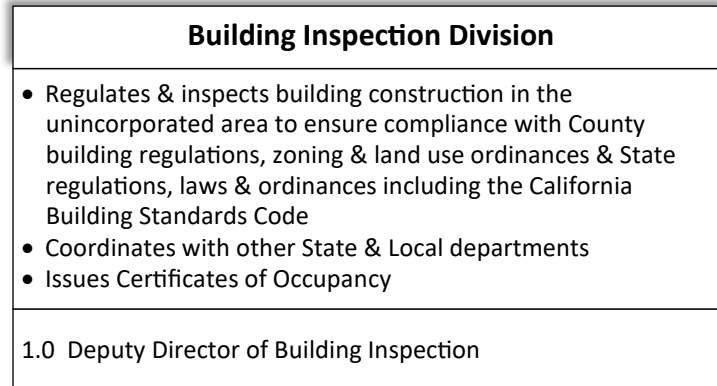 Building Inspection Division
• Regulates & inspects building construction in the
unincorporated area to ensure compliance with County
building regulations, zoning & land use ordinances & State
regulations, laws & ordinances including the California
Building Standards Code
• Coordinates with other State & Local departments
• Issues Certificates of Occupancy
1.0 Deputy Director of Building Inspection